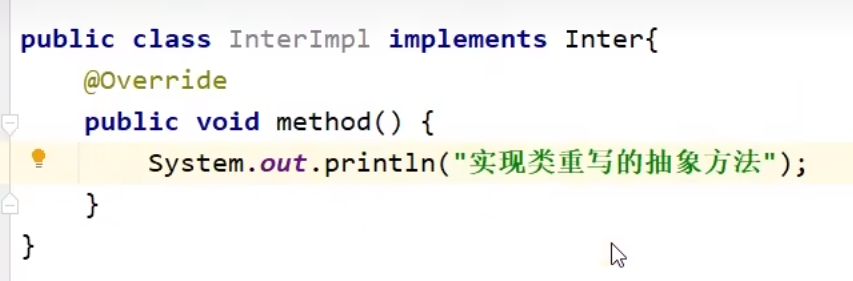 public class InterImpl implements Inter{
@Override
public void method() {
System.out.println("实现类重写的抽象方法");
}
}